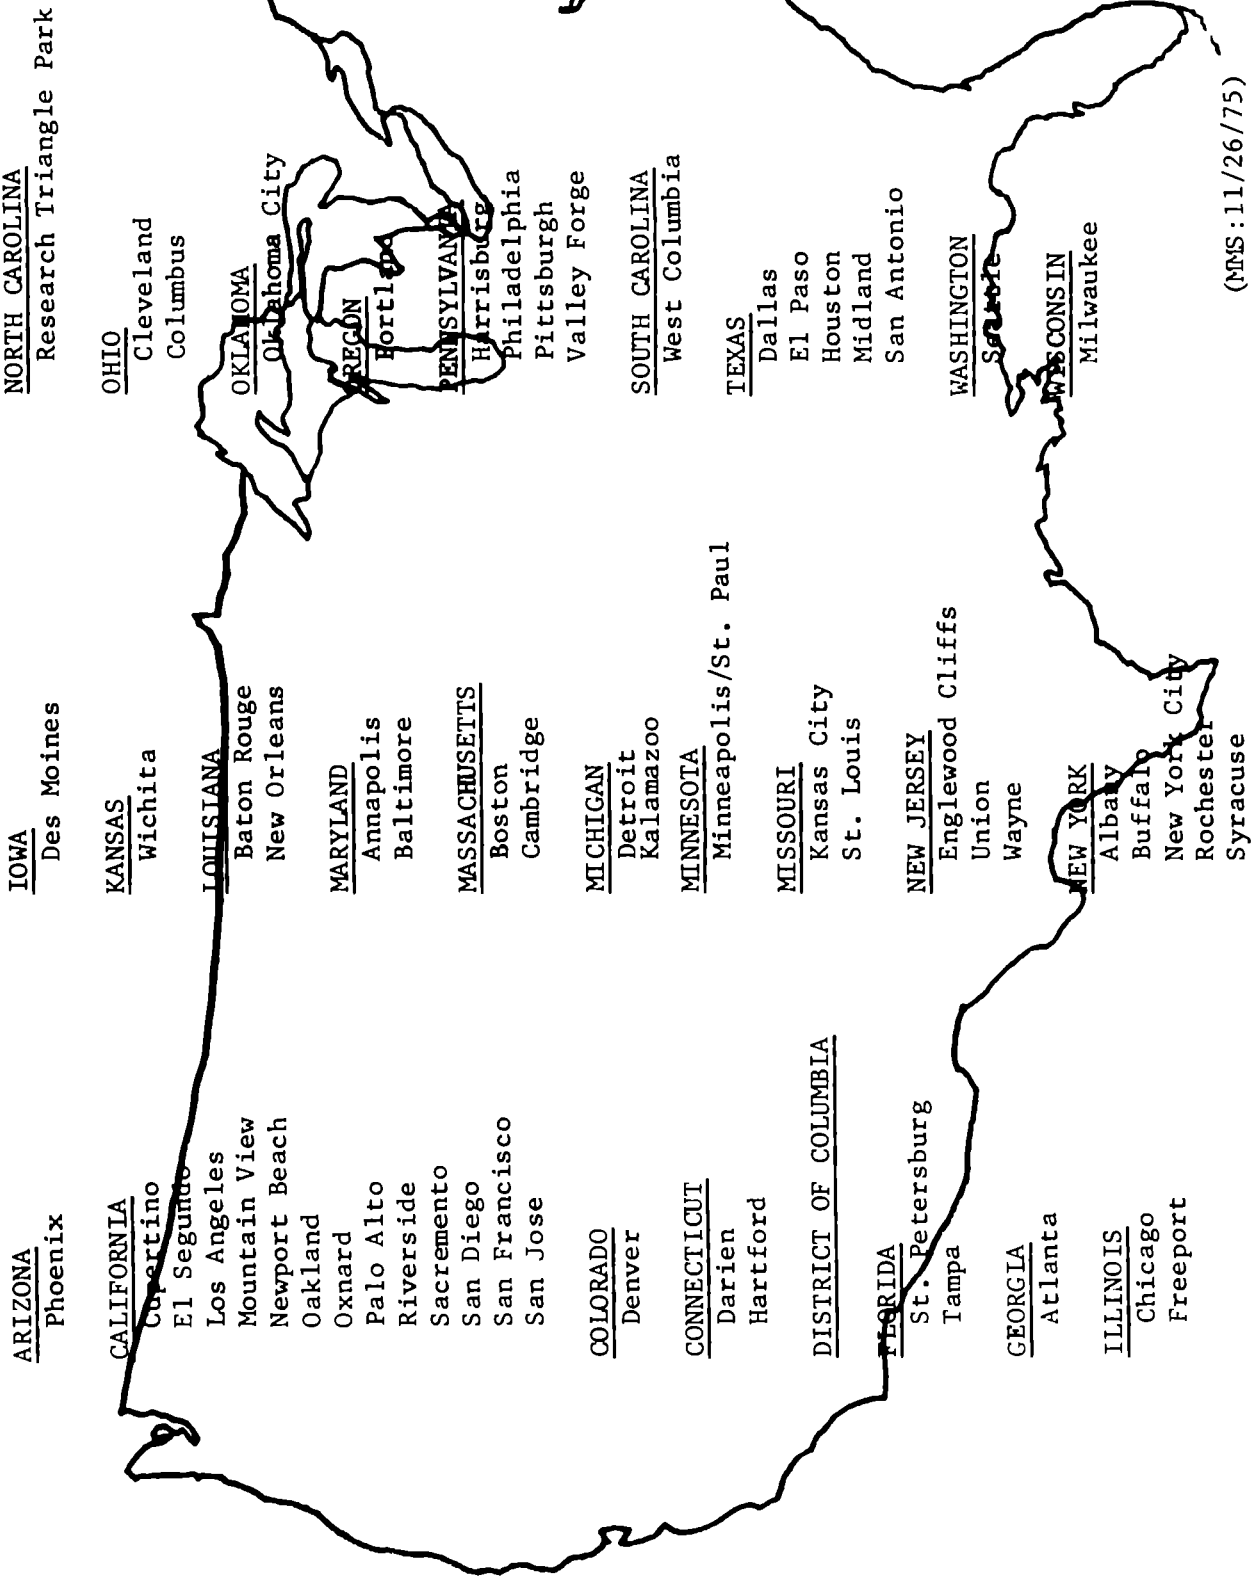 ARIZONA
Phoenix
CALIFORNIA
Cupertino
El Segundo
Los Angeles
Mountain View
Newport Beach
Oakland
Oxnard
Palo Alto
Riverside
Sacremento
San Diego
San Francisco
San Jose
COLORADO
Denver
CONNECTICUT
Darien
Hartford
DISTRICT OF COLUMBIA
FLORIDA
St. Petersburg
Tampa
GEORGIA
Atlanta
ILLINOIS
Chicago
Freeport
IOWA
Des Moines
KANSAS
Wichita
LOUISIANA
Baton Rouge
New Orleans
MARYLAND
Annapolis
Baltimore
MASSACHUSETTS
Boston
Cambridge
MICHIGAN
Detroit
Kalamazoo
MINNESOTA
Minneapolis/St. Paul
MISSOURI
Kansas City
St. Louis
NEW JERSEY
Englewood Cliffs
Union
Wayne
NEW YORK
Albany
Buffalo
New York City
Rochester
Syracuse
NORTH CAROLINA
Research Triangle Park
OHIO
Cleveland
Columbus
OKLAHOMA
Oklahoma City
OREGON
Portland
PENNSYLVANIA
Harrisburg
Philadelphia
Pittsburgh
Valley Forge
SOUTH CAROLINA
West Columbia
TEXAS
Dallas
El Paso
Houston
Midland
San Antonio
WASHINGTON
Seattle
WISCONSIN
Milwaukee
(MMS:11/26/75)